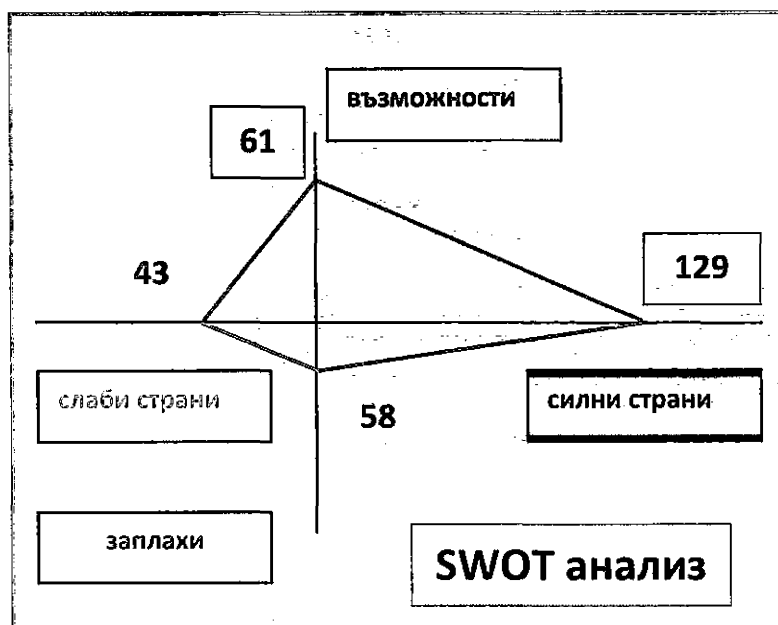 възможности
61
43
129
слаби страни
силни страни
58
заплахи
SWOT анализ